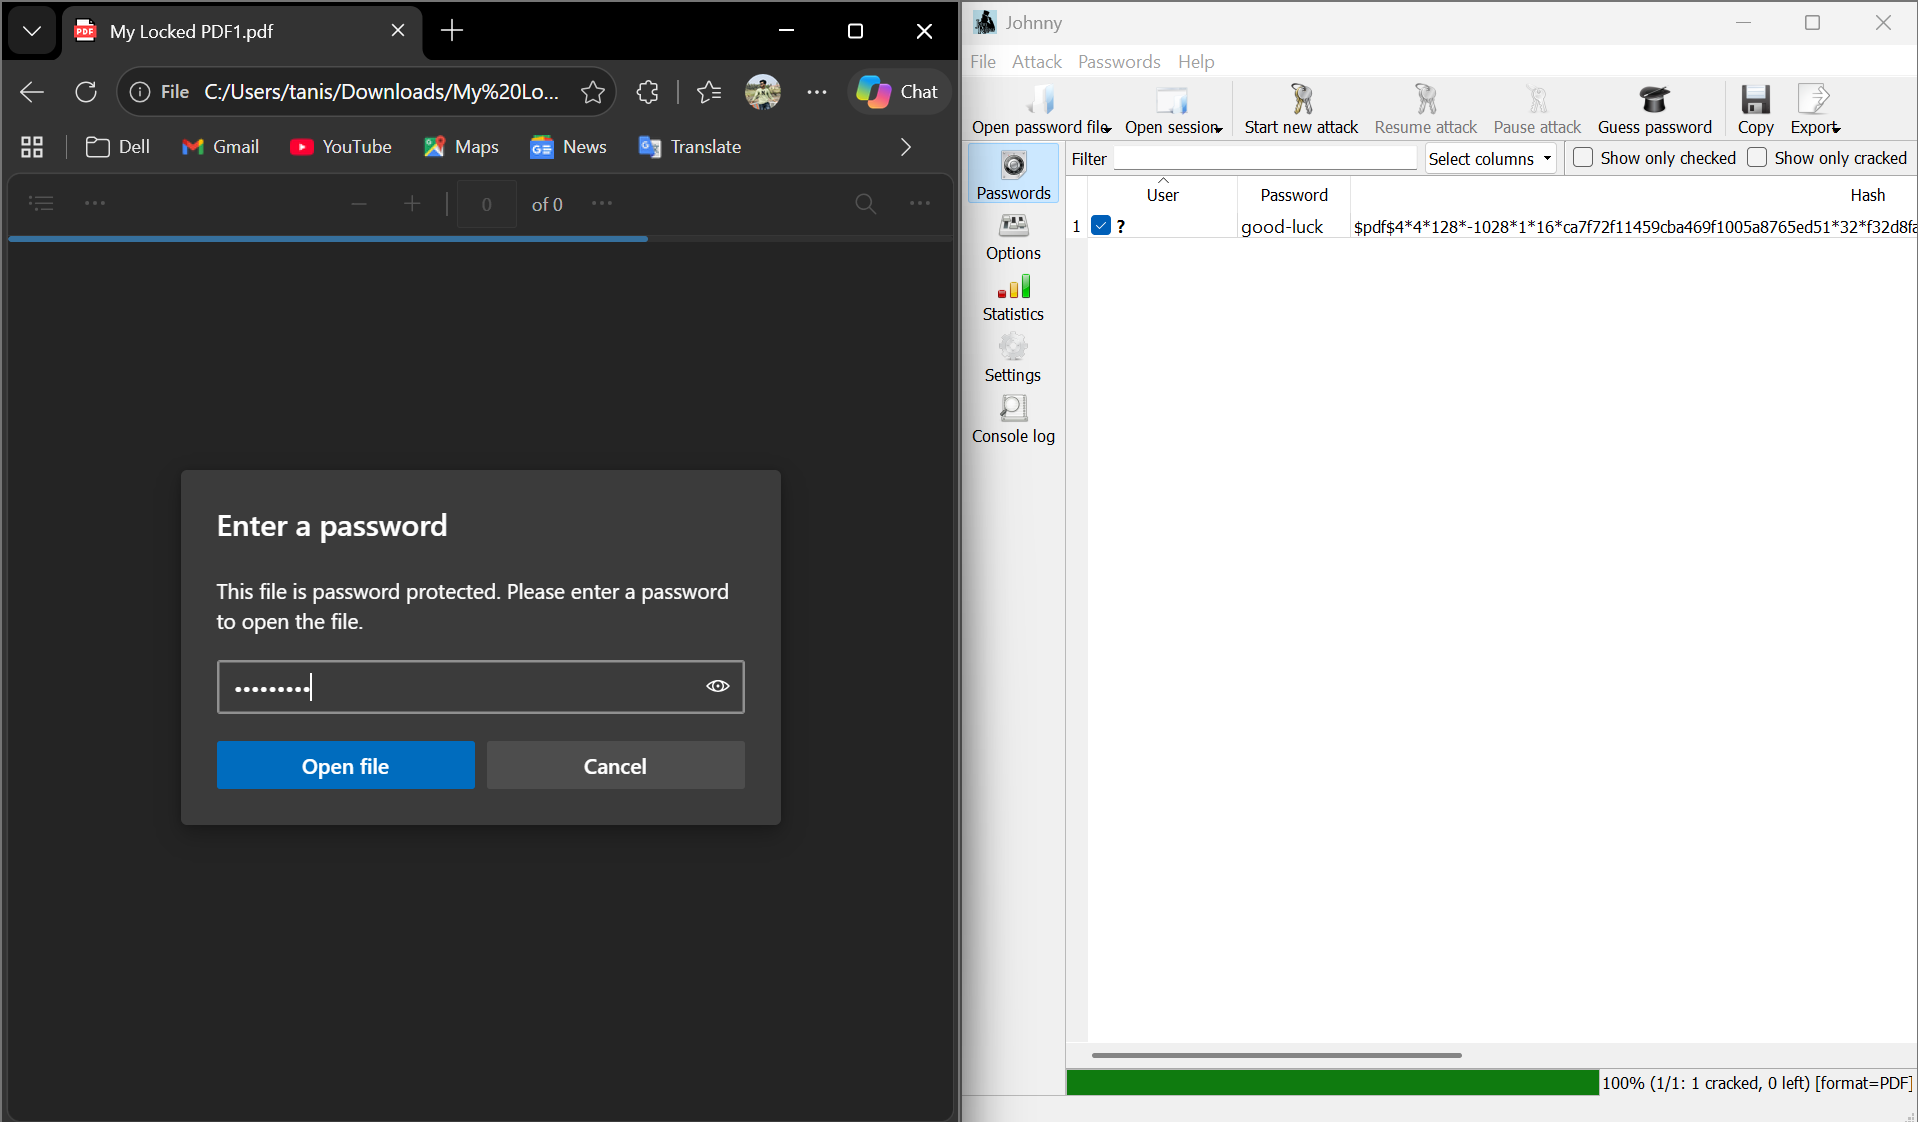 My Locked PDF1.pdf
File C:/Users/tanis/Downloads/My%20Lo...
Chat
Dell Gmail YouTube Maps News Translate
0 of 0
Enter a password
This file is password protected. Please enter a password
to open the file.
•••••••••
Open file Cancel
Johnny
File Attack Passwords Help
Open password file Open session Start new attack Resume attack Pause attack Guess password Copy Export
Passwords
Options
Statistics
Settings
Console log
Filter Select columns Show only checked Show only cracked
User Password Hash
1 ? good-luck $pdf$4*4*128*-1028*1*16*ca7f72f11459cba469f1005a8765ed51*32*f32d8fa
100% (1/1: 1 cracked, 0 left) [format=PDF]